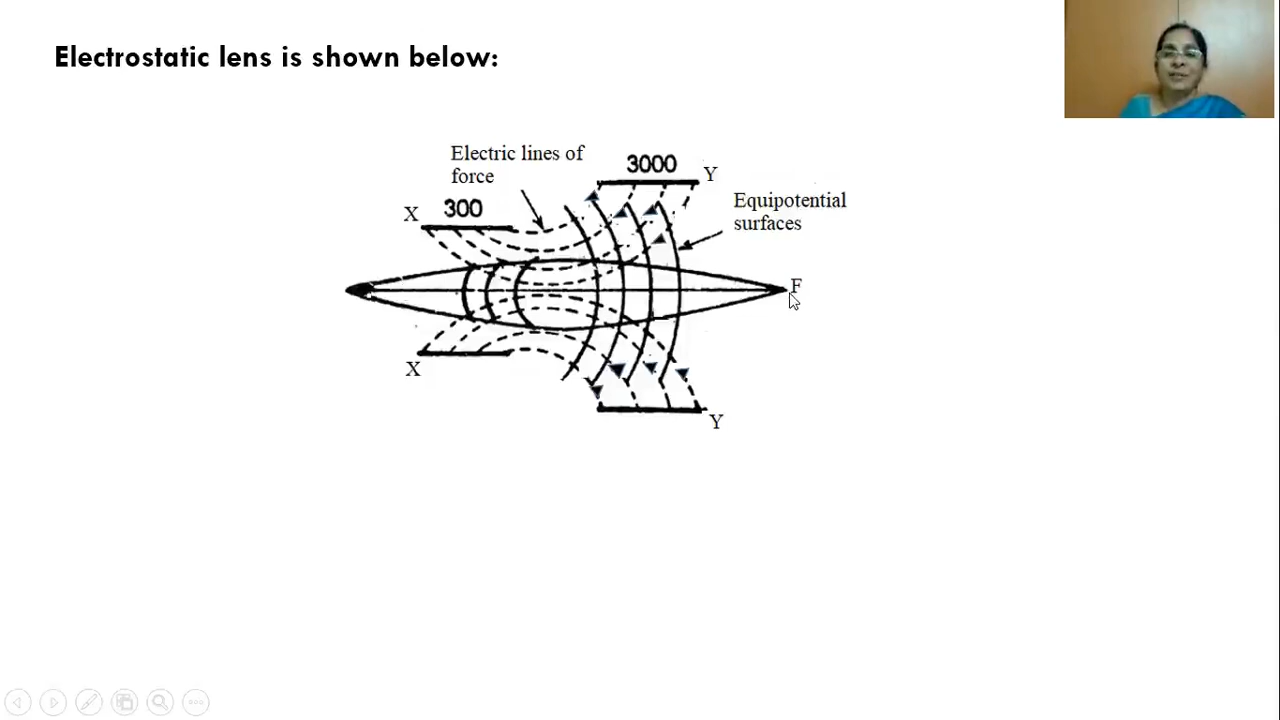 Electrostatic lens is shown below:
Electric lines of
force
3000
Y
X
300
Equipotential
surfaces
F
X
Y